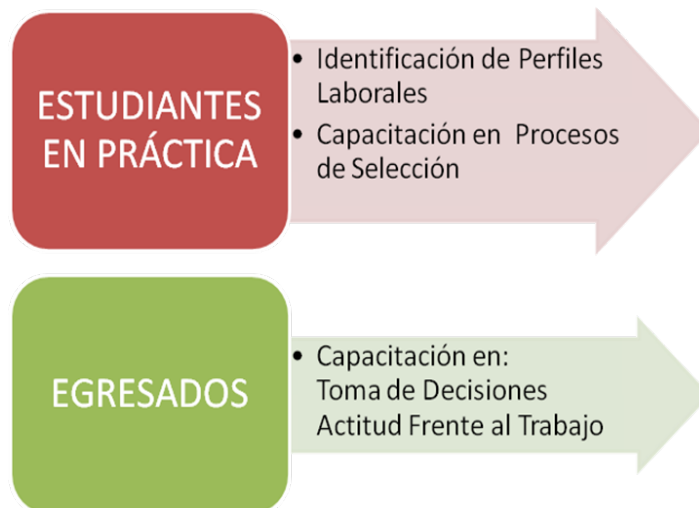 ESTUDIANTES
EN PRÁCTICA
• Identificación de Perfiles
Laborales
• Capacitación en Procesos
de Selección
EGRESADOS
• Capacitación en:
Toma de Decisiones
Actitud Frente al Trabajo